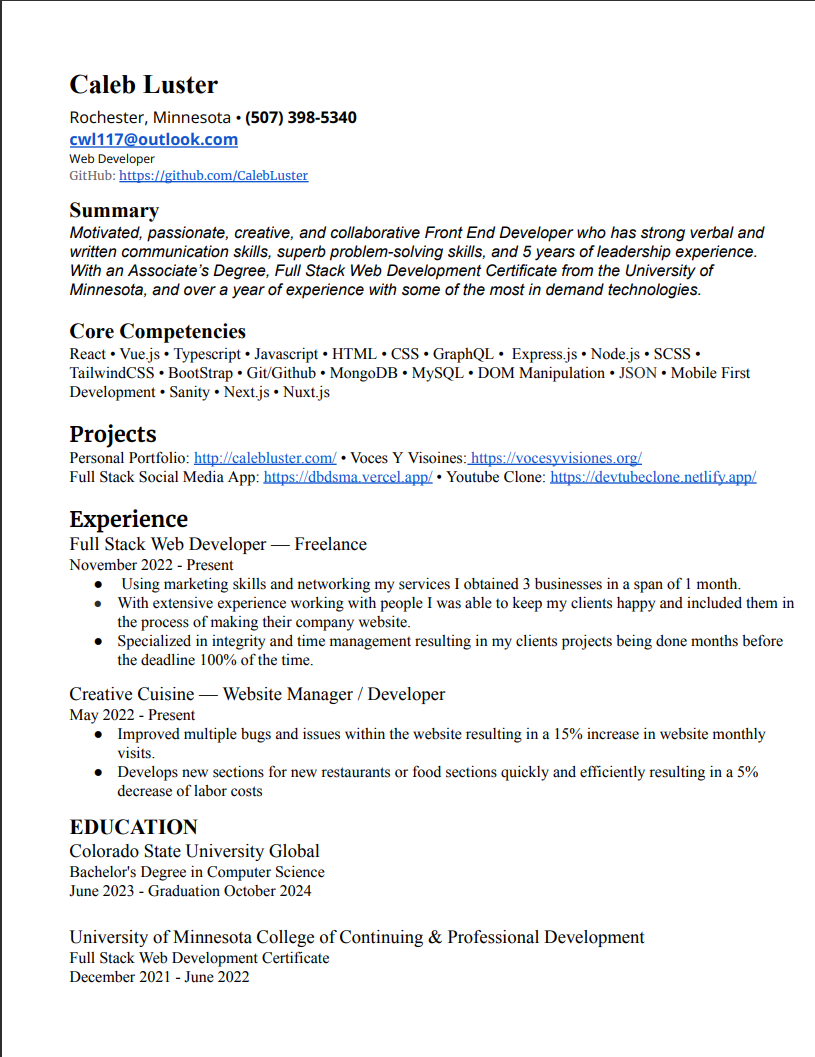 Caleb Luster
Rochester, Minnesota • (507) 398-5340
cwl117@outlook.com
Web Developer
GitHub: https://github.com/CalebLuster
Summary
Motivated, passionate, creative, and collaborative Front End Developer who has strong verbal and
written communication skills, superb problem-solving skills, and 5 years of leadership experience.
With an Associate's Degree, Full Stack Web Development Certificate from the University of
Minnesota, and over a year of experience with some of the most in demand technologies.
Core Competencies
React • Vue.js • Typescript • Javascript • HTML • CSS • GraphQL • Express.js • Node.js • SCSS •
TailwindCSS • BootStrap • Git/Github • MongoDB • MySQL • DOM Manipulation • JSON • Mobile First
Development • Sanity • Next.js • Nuxt.js
Projects
Personal Portfolio: http://calebluster.com/ • Voces Y Visoines: https://vocesyvisiones.org/
Full Stack Social Media App: https://dbdsma.vercel.app/ • Youtube Clone: https://devtubeclone.netlify.app/
Experience
Full Stack Web Developer — Freelance
November 2022 - Present
● Using marketing skills and networking my services I obtained 3 businesses in a span of 1 month.
● With extensive experience working with people I was able to keep my clients happy and included them in
the process of making their company website.
● Specialized in integrity and time management resulting in my clients projects being done months before
the deadline 100% of the time.
Creative Cuisine — Website Manager / Developer
May 2022 - Present
● Improved multiple bugs and issues within the website resulting in a 15% increase in website monthly
visits.
● Develops new sections for new restaurants or food sections quickly and efficiently resulting in a 5%
decrease of labor costs
EDUCATION
Colorado State University Global
Bachelor's Degree in Computer Science
June 2023 - Graduation October 2024
University of Minnesota College of Continuing & Professional Development
Full Stack Web Development Certificate
December 2021 - June 2022